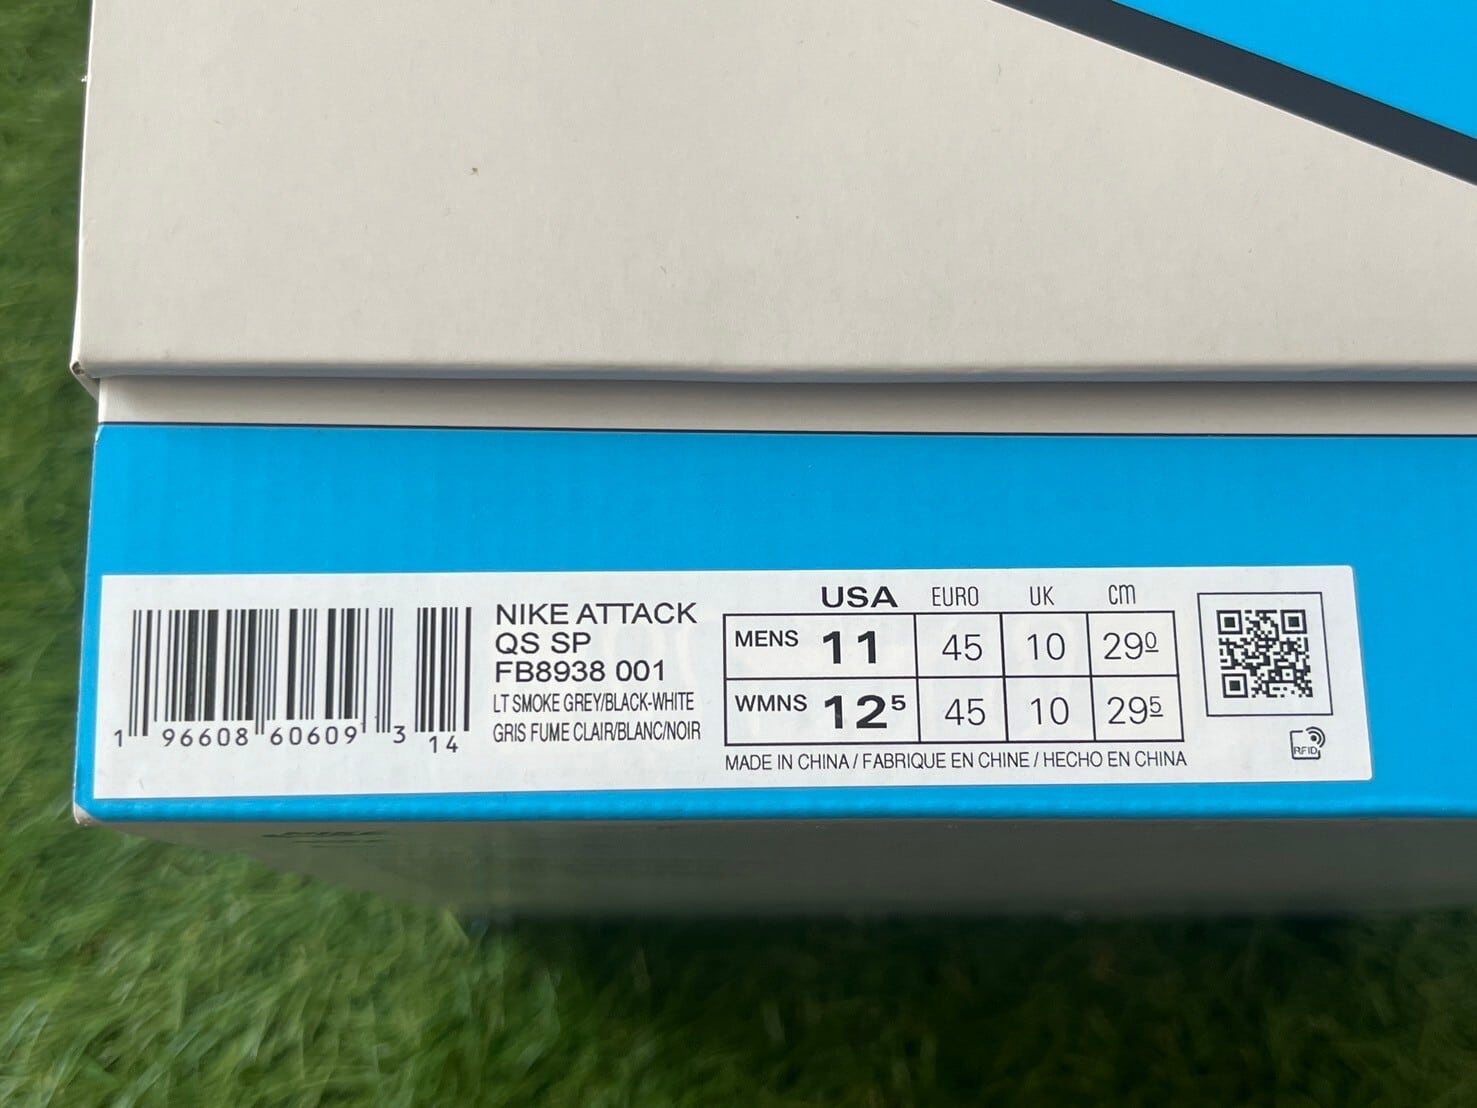 NIKE ATTACK
QS SP
FB8938 001
LT SMOKE GREY/BLACK-WHITE
GRIS FUME CLAIR/BLANC/NOIR
1 96608 60609 3 14
USA EURO UK cm
MENS 11 45 10 29⁰
WMNS 12⁵ 45 10 29⁵
MADE IN CHINA / FABRIQUE EN CHINE / HECHO EN CHINA
RFID